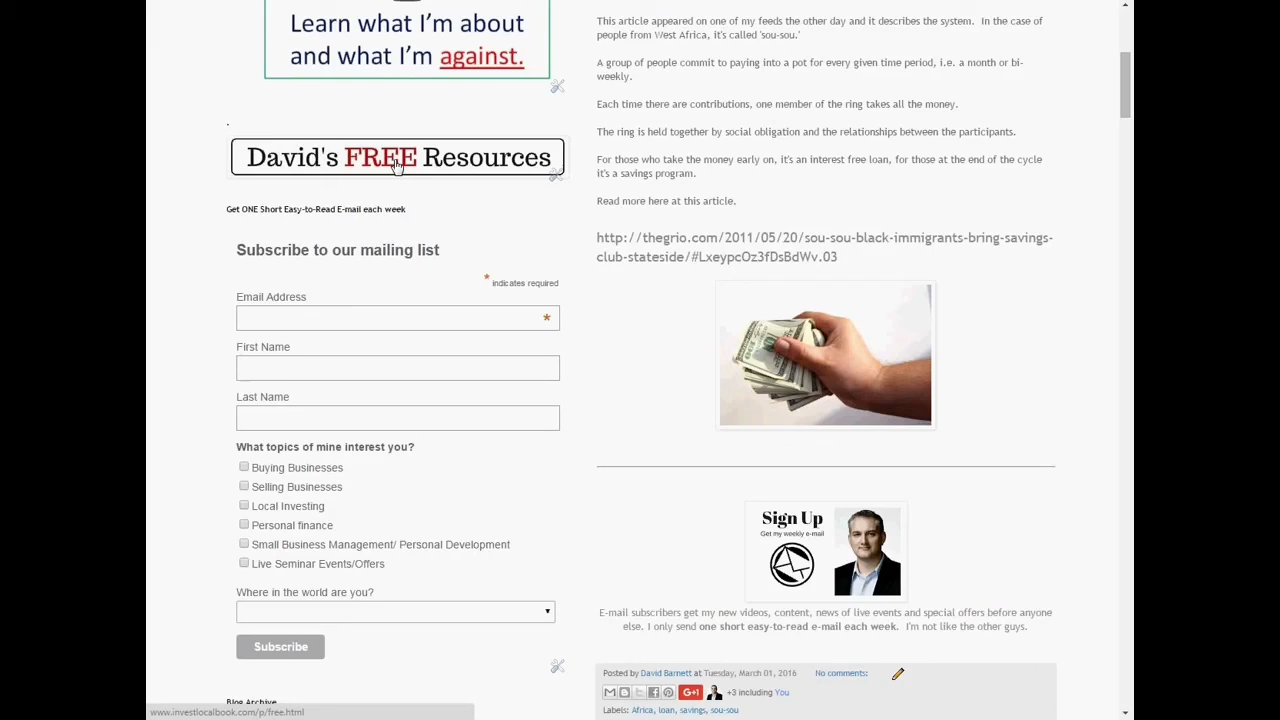 Learn what I'm about
and what I'm against.
.
David's FREE Resources
Get ONE Short Easy-to-Read E-mail each week
Subscribe to our mailing list
* indicates required
Email Address
*
First Name
Last Name
What topics of mine interest you?
Buying Businesses
Selling Businesses
Local Investing
Personal finance
Small Business Management/ Personal Development
Live Seminar Events/Offers
Where in the world are you?
Subscribe
Blog Archive
www.investlocalbook.com/p/free.html
This article appeared on one of my feeds the other day and it describes the system. In the case of
people from West Africa, it's called 'sou-sou.'
A group of people commit to paying into a pot for every given time period, i.e. a month or bi-
weekly.
Each time there are contributions, one member of the ring takes all the money.
The ring is held together by social obligation and the relationships between the participants.
For those who take the money early on, it's an interest free loan, for those at the end of the cycle
it's a savings program.
Read more here at this article.
http://thegrio.com/2011/05/20/sou-sou-black-immigrants-bring-savings-
club-stateside/#LxeypcOz3fDsBdWv.03
Sign Up
Get my weekly e-mail
E-mail subscribers get my new videos, content, news of live events and special offers before anyone
else. I only send one short easy-to-read e-mail each week. I'm not like the other guys.
Posted by David Barnett at Tuesday, March 01, 2016 No comments:
G+1 +3 including You
Labels: Africa, loan, savings, sou-sou